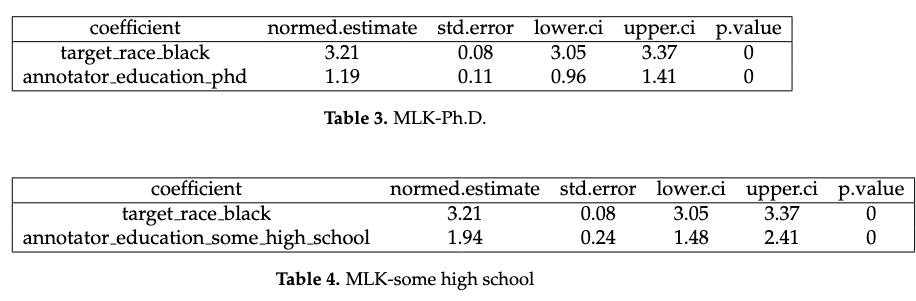 coefficient normed.estimate std.error lower.ci upper.ci p.value
target_race_black 3.21 0.08 3.05 3.37 0
annotator_education_phd 1.19 0.11 0.96 1.41 0
Table 3. MLK-Ph.D.
coefficient normed.estimate std.error lower.ci upper.ci p.value
target_race_black 3.21 0.08 3.05 3.37 0
annotator_education_some_high_school 1.94 0.24 1.48 2.41 0
Table 4. MLK-some high school